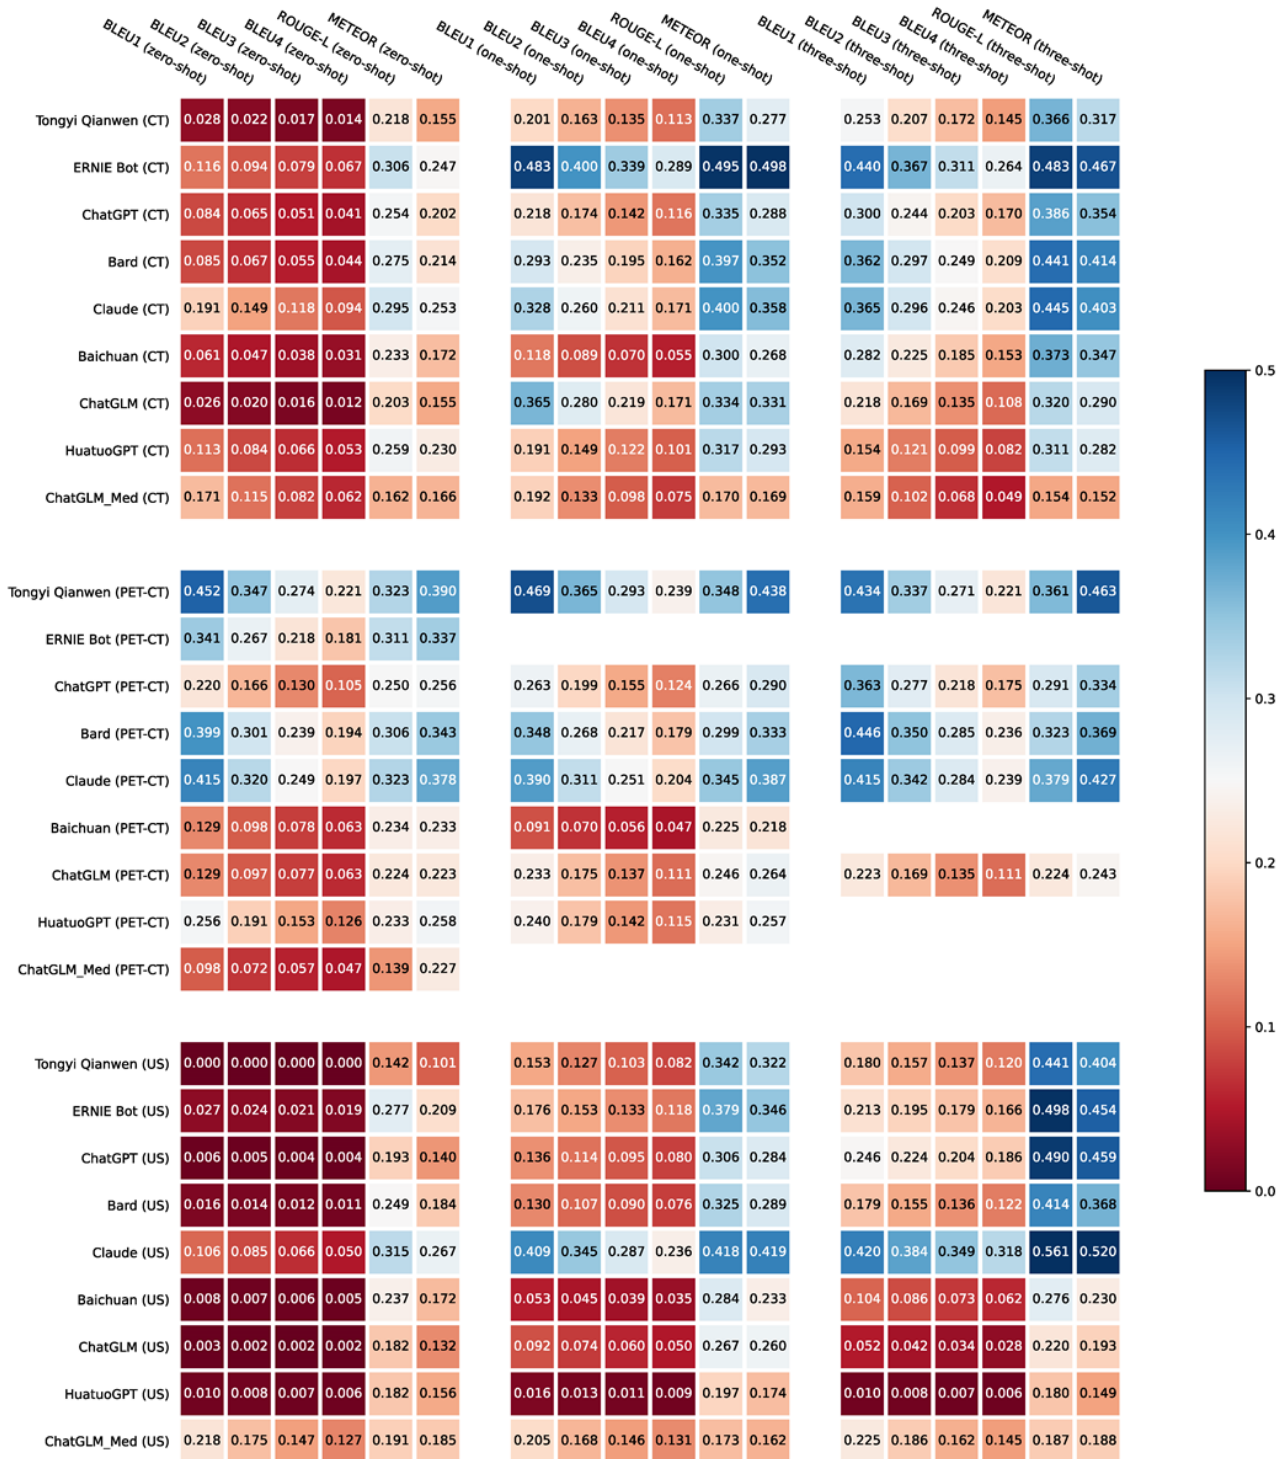 BLEU1 (zero-shot) BLEU2 (zero-shot) BLEU3 (zero-shot) BLEU4 (zero-shot) ROUGE-L (zero-shot) METEOR (zero-shot) BLEU1 (one-shot) BLEU2 (one-shot) BLEU3 (one-shot) BLEU4 (one-shot) ROUGE-L (one-shot) METEOR (one-shot) BLEU1 (three-shot) BLEU2 (three-shot) BLEU3 (three-shot) BLEU4 (three-shot) ROUGE-L (three-shot) METEOR (three-shot)
Tongyi Qianwen (CT) 0.028 0.022 0.017 0.014 0.218 0.155 0.201 0.163 0.135 0.113 0.337 0.277 0.253 0.207 0.172 0.145 0.366 0.317
ERNIE Bot (CT) 0.116 0.094 0.079 0.067 0.306 0.247 0.483 0.400 0.339 0.289 0.495 0.498 0.440 0.367 0.311 0.264 0.483 0.467
ChatGPT (CT) 0.084 0.065 0.051 0.041 0.254 0.202 0.218 0.174 0.142 0.116 0.335 0.288 0.300 0.244 0.203 0.170 0.386 0.354
Bard (CT) 0.085 0.067 0.055 0.044 0.275 0.214 0.293 0.235 0.195 0.162 0.397 0.352 0.362 0.297 0.249 0.209 0.441 0.414
Claude (CT) 0.191 0.149 0.118 0.094 0.295 0.253 0.328 0.260 0.211 0.171 0.400 0.358 0.365 0.296 0.246 0.203 0.445 0.403
Baichuan (CT) 0.061 0.047 0.038 0.031 0.233 0.172 0.118 0.089 0.070 0.055 0.300 0.268 0.282 0.225 0.185 0.153 0.373 0.347
ChatGLM (CT) 0.026 0.020 0.016 0.012 0.203 0.155 0.365 0.280 0.219 0.171 0.334 0.331 0.218 0.169 0.135 0.108 0.320 0.290
HuatuoGPT (CT) 0.113 0.084 0.066 0.053 0.259 0.230 0.191 0.149 0.122 0.101 0.317 0.293 0.154 0.121 0.099 0.082 0.311 0.282
ChatGLM_Med (CT) 0.171 0.115 0.082 0.062 0.162 0.166 0.192 0.133 0.098 0.075 0.170 0.169 0.159 0.102 0.068 0.049 0.154 0.152
Tongyi Qianwen (PET-CT) 0.452 0.347 0.274 0.221 0.323 0.390 0.469 0.365 0.293 0.239 0.348 0.438 0.434 0.337 0.271 0.221 0.361 0.463
ERNIE Bot (PET-CT) 0.341 0.267 0.218 0.181 0.311 0.337
ChatGPT (PET-CT) 0.220 0.166 0.130 0.105 0.250 0.256 0.263 0.199 0.155 0.124 0.266 0.290 0.363 0.277 0.218 0.175 0.291 0.334
Bard (PET-CT) 0.399 0.301 0.239 0.194 0.306 0.343 0.348 0.268 0.217 0.179 0.299 0.333 0.446 0.350 0.285 0.236 0.323 0.369
Claude (PET-CT) 0.415 0.320 0.249 0.197 0.323 0.378 0.390 0.311 0.251 0.204 0.345 0.387 0.415 0.342 0.284 0.239 0.379 0.427
Baichuan (PET-CT) 0.129 0.098 0.078 0.063 0.234 0.233 0.091 0.070 0.056 0.047 0.225 0.218
ChatGLM (PET-CT) 0.129 0.097 0.077 0.063 0.224 0.223 0.233 0.175 0.137 0.111 0.246 0.264 0.223 0.169 0.135 0.111 0.224 0.243
HuatuoGPT (PET-CT) 0.256 0.191 0.153 0.126 0.233 0.258 0.240 0.179 0.142 0.115 0.231 0.257
ChatGLM_Med (PET-CT) 0.098 0.072 0.057 0.047 0.139 0.227
Tongyi Qianwen (US) 0.000 0.000 0.000 0.000 0.142 0.101 0.153 0.127 0.103 0.082 0.342 0.322 0.180 0.157 0.137 0.120 0.441 0.404
ERNIE Bot (US) 0.027 0.024 0.021 0.019 0.277 0.209 0.176 0.153 0.133 0.118 0.379 0.346 0.213 0.195 0.179 0.166 0.498 0.454
ChatGPT (US) 0.006 0.005 0.004 0.004 0.193 0.140 0.136 0.114 0.095 0.080 0.306 0.284 0.246 0.224 0.204 0.186 0.490 0.459
Bard (US) 0.016 0.014 0.012 0.011 0.249 0.184 0.130 0.107 0.090 0.076 0.325 0.289 0.179 0.155 0.136 0.122 0.414 0.368
Claude (US) 0.106 0.085 0.066 0.050 0.315 0.267 0.409 0.345 0.287 0.236 0.418 0.419 0.420 0.384 0.349 0.318 0.561 0.520
Baichuan (US) 0.008 0.007 0.006 0.005 0.237 0.172 0.053 0.045 0.039 0.035 0.284 0.233 0.104 0.086 0.073 0.062 0.276 0.230
ChatGLM (US) 0.003 0.002 0.002 0.002 0.182 0.132 0.092 0.074 0.060 0.050 0.267 0.260 0.052 0.042 0.034 0.028 0.220 0.193
HuatuoGPT (US) 0.010 0.008 0.007 0.006 0.182 0.156 0.016 0.013 0.011 0.009 0.197 0.174 0.010 0.008 0.007 0.006 0.180 0.149
ChatGLM_Med (US) 0.218 0.175 0.147 0.127 0.191 0.185 0.205 0.168 0.146 0.131 0.173 0.162 0.225 0.186 0.162 0.145 0.187 0.188
0.5
0.4
0.3
0.2
0.1
0.0